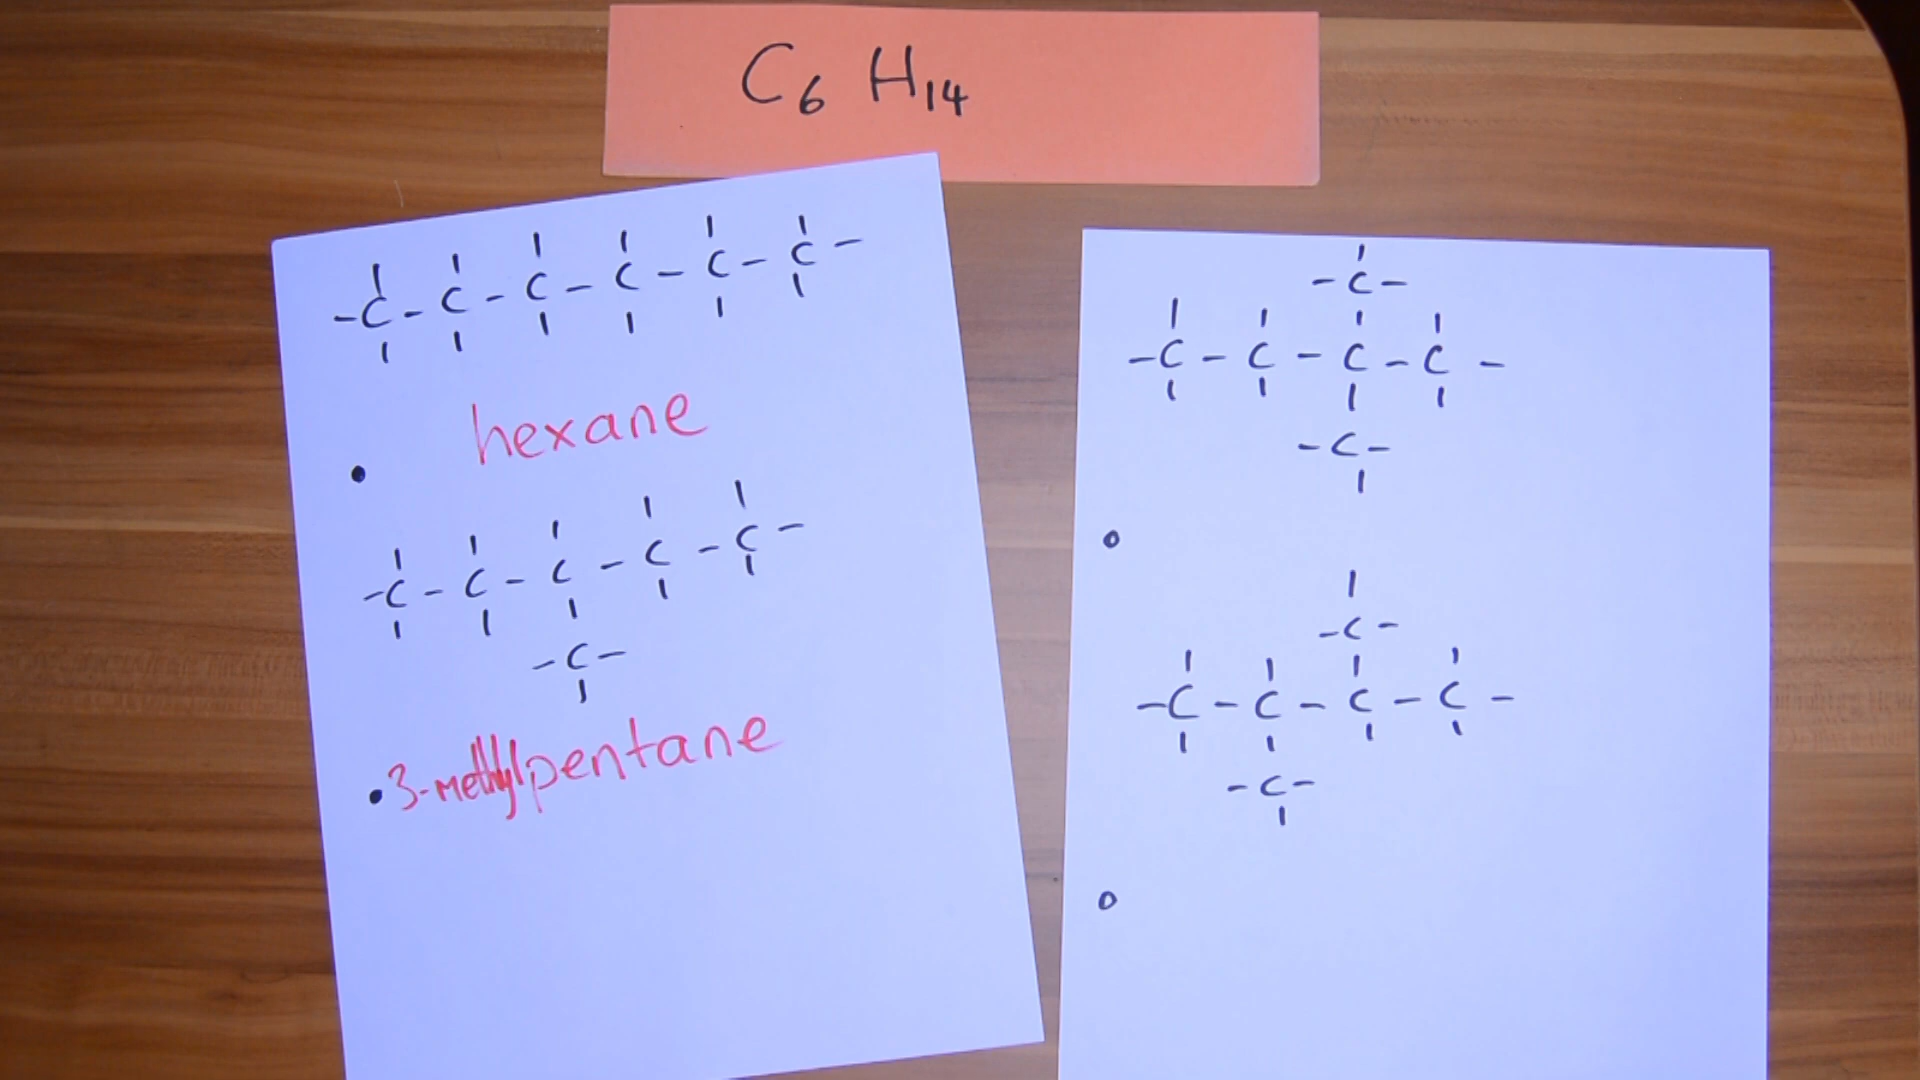 C₆ H₁₄
-C-C-C-C-C-C-
hexane
-C-C-C-C-C-
-C-
• 3-methylpentane
-C-
-C-C-C-C-
-C-
-C-
-C-C-C-C-
-C-